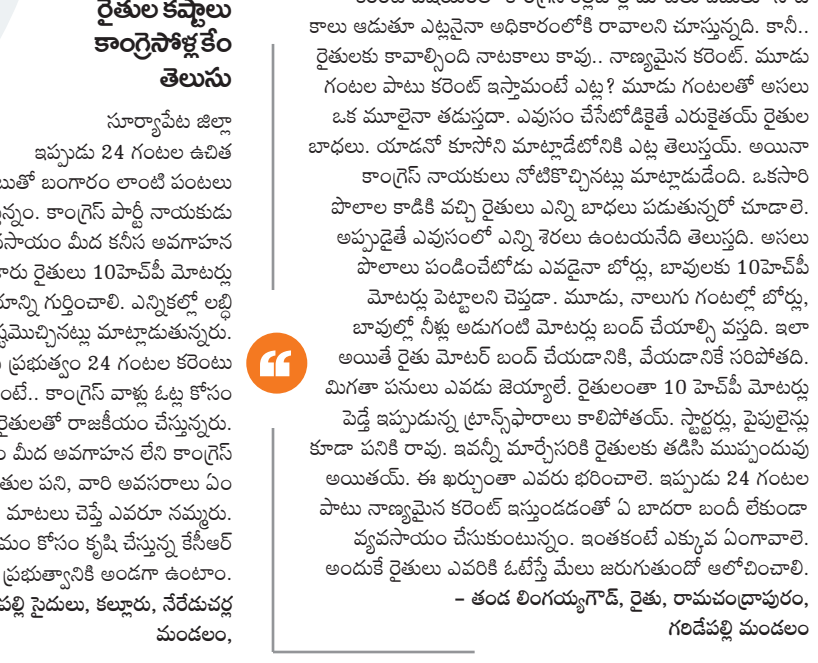 రైతుల కష్టాలు
కాంగ్రెసోళ్లకేం
తెలుసు
సూర్యాపేట జిల్లా
ఇప్పుడు 24 గంటల ఉచిత
బంగారం లాంటి పంటలు
కాంగ్రెస్ పార్టీ నాయకుడు
మీద కనీస అవగాహన
రైతులు 10హెచ్‌పీ మోటర్లు
గుర్తించాలి. ఎన్నికల్లో లబ్ధి
మాట్లాడుతున్నరు.
ప్రభుత్వం 24 గంటల కరెంటు
కాంగ్రెస్ వాళ్లు ఓట్ల కోసం
రాజకీయం చేస్తున్నరు.
మీద అవగాహన లేని కాంగ్రెస్
పని, వారి అవసరాలు ఏం
మాటలు చెప్తే ఎవరూ నమ్మరు.
కోసం కృషి చేస్తున్న కేసీఆర్
ప్రభుత్వానికి అండగా ఉంటాం.
సైదులు, కల్లూరు, నేరేడుచర్ల
మండలం,
కాలు ఆడుతూ ఎట్లనైనా అధికారంలోకి రావాలని చూస్తున్నది. కానీ..
రైతులకు కావాల్సింది నాటకాలు కావు.. నాణ్యమైన కరెంట్. మూడు
గంటల పాటు కరెంట్ ఇస్తామంటే ఎట్ల? మూడు గంటలతో అసలు
ఒక మూలైనా తడుస్తదా. ఎవుసం చేసేటోడికైతే ఎరుకైతయ్ రైతుల
బాధలు. యాడనో కూసోని మాట్లాడేటోనికి ఎట్ల తెలుస్తయ్. అయినా
కాంగ్రెస్ నాయకులు నోటికొచ్చినట్లు మాట్లాడుడేంది. ఒకసారి
పొలాల కాడికి వచ్చి రైతులు ఎన్ని బాధలు పడుతున్నరో చూడాలె.
అప్పుడైతే ఎవుసంలో ఎన్ని శెరలు ఉంటయనేది తెలుస్తది. అసలు
పొలాలు పండించేటోడు ఎవడైనా బోర్లు, బావులకు 10హెచ్‌పీ
మోటర్లు పెట్టాలని చెప్తడా. మూడు, నాలుగు గంటల్లో బోర్లు,
బావుల్లో నీళ్లు అడుగంటి మోటర్లు బంద్ చేయాల్సి వస్తది. ఇలా
అయితే రైతు మోటర్ బంద్ చేయడానికి, వేయడానికే సరిపోతది.
మిగతా పనులు ఎవడు జెయ్యాలే. రైతులంతా 10 హెచ్‌పీ మోటర్లు
పెడ్తే ఇప్పుడున్న ట్రాన్స్‌ఫారాలు కాలిపోతయ్. స్టార్టర్లు, పైపులైన్లు
కూడా పనికి రావు. ఇవన్నీ మార్చేసరికి రైతులకు తడిసి ముప్పందువు
అయితయ్. ఈ ఖర్చంతా ఎవరు భరించాలె. ఇప్పుడు 24 గంటల
పాటు నాణ్యమైన కరెంట్ ఇస్తుండడంతో ఏ బాదరా బందీ లేకుండా
వ్యవసాయం చేసుకుంటున్నం. ఇంతకంటే ఎక్కువ ఏంగావాలె.
అందుకే రైతులు ఎవరికి ఓటేస్తే మేలు జరుగుతుందో ఆలోచించాలి.
– తండ లింగయ్యగౌడ్, రైతు, రామచంద్రాపురం,
గరిడేపల్లి మండలం